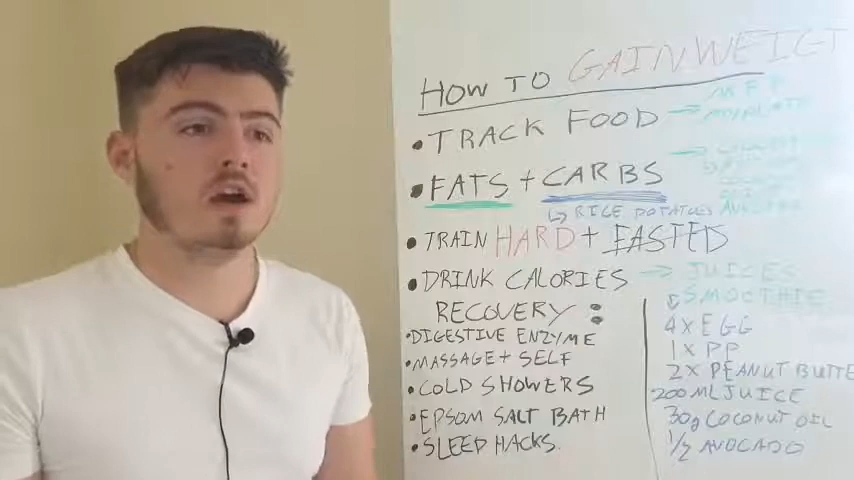 HOW TO GAIN WEIGT
• TRACK FOOD → M F P
• FATS + CARBS →
↳ RICE POTATOES AVOCADO
• TRAIN HARD + FASTED
• DRINK CALORIES → JUICES
SMOOTHIE
RECOVERY :
• DIGESTIVE ENZYME
• MASSAGE + SELF
• COLD SHOWERS
• EPSOM SALT BATH
• SLEEP HACKS.
4 X EGG
1 X PP
2 X PEANUT BUTTE
200 ML JUICE
30g COCONUT OIL
1/2 AVOCADO